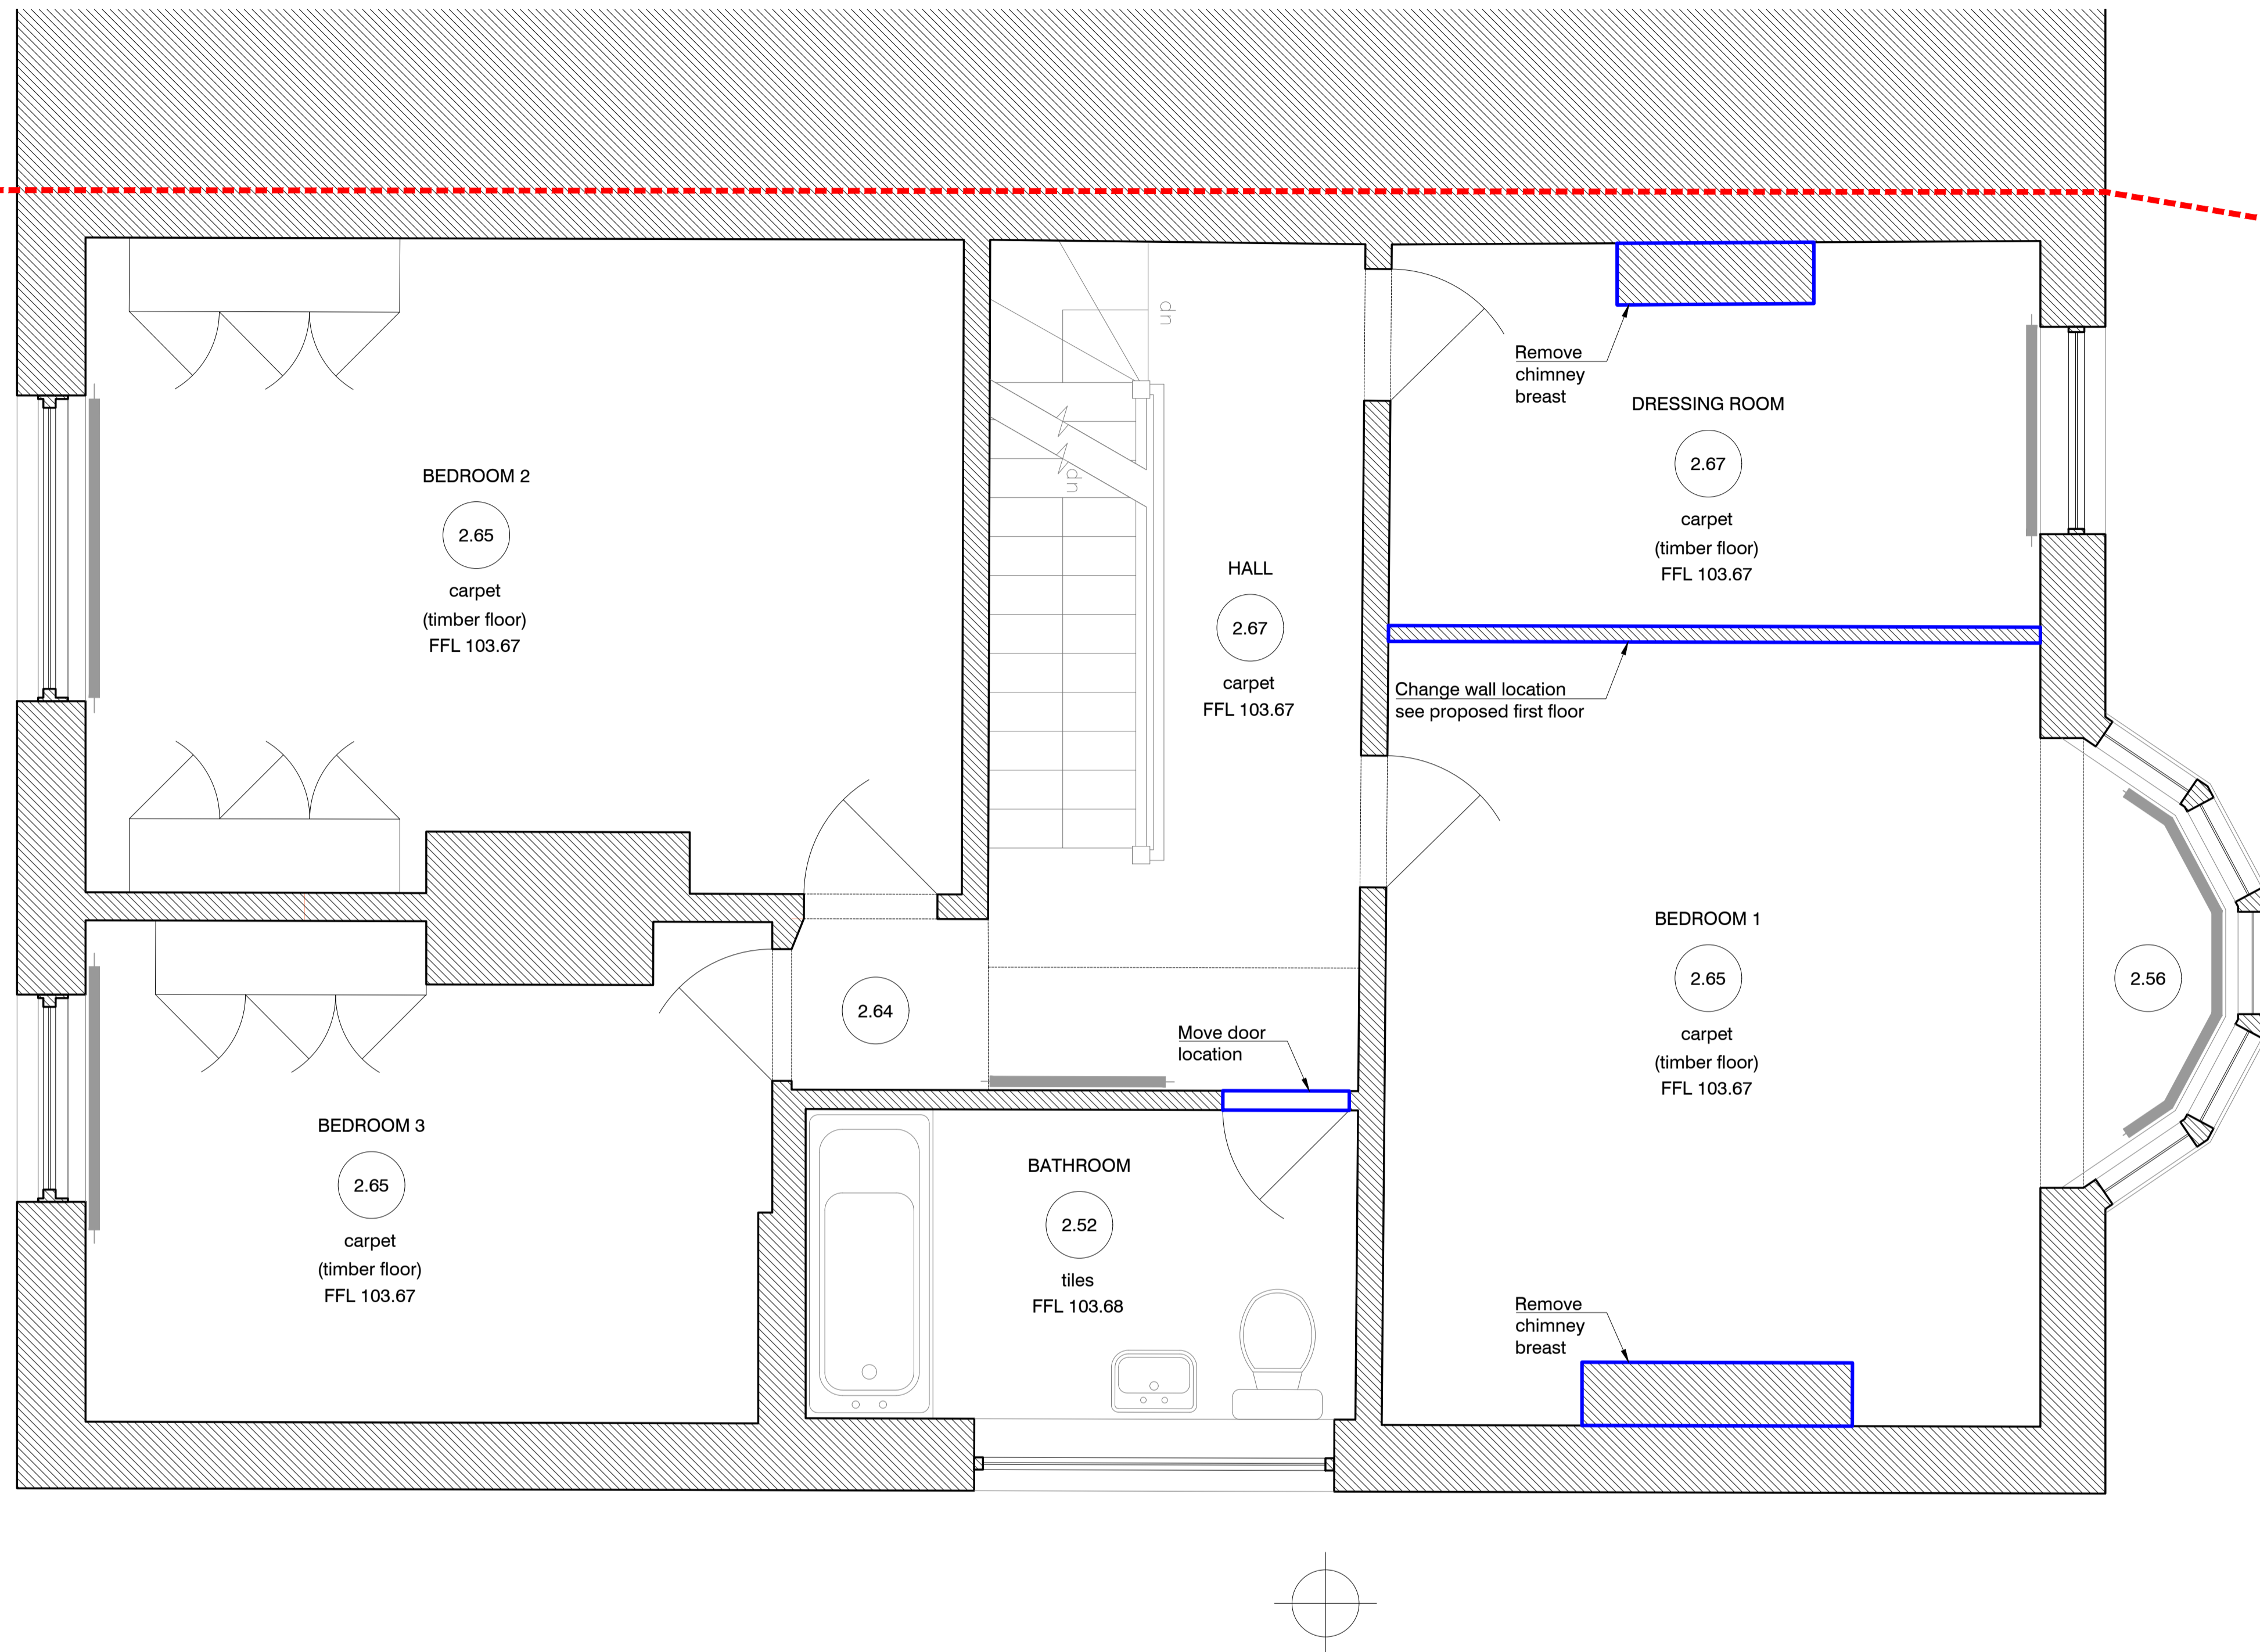 BEDROOM 2
2.65
carpet
(timber floor)
FFL 103.67
dn
up
HALL
2.67
carpet
FFL 103.67
Remove
chimney
breast
DRESSING ROOM
2.67
carpet
(timber floor)
FFL 103.67
Change wall location
see proposed first floor
BEDROOM 1
2.65
carpet
(timber floor)
FFL 103.67
2.56
2.64
Move door
location
BEDROOM 3
2.65
carpet
(timber floor)
FFL 103.67
BATHROOM
2.52
tiles
FFL 103.68
Remove
chimney
breast